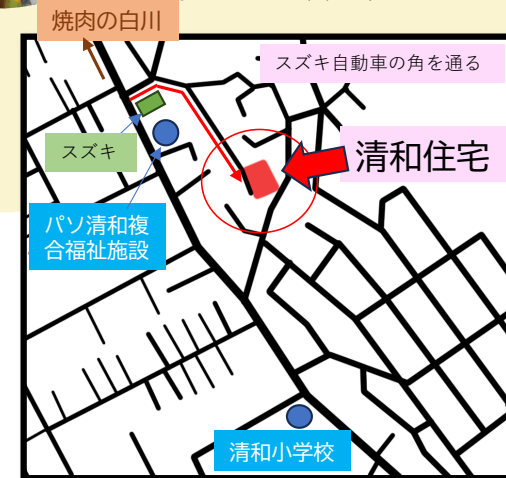 焼肉の白川
スズキ自動車の角を通る
スズキ
清和住宅
パソ清和複
合福祉施設
清和小学校